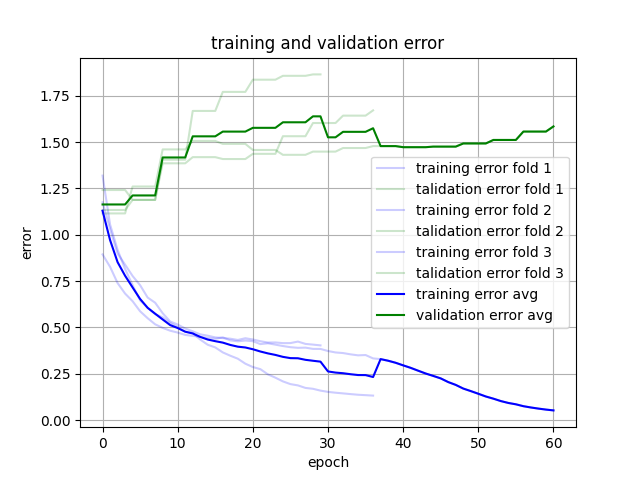 training and validation error
error
1.75
1.50
1.25
1.00
0.75
0.50
0.25
0.00
training error fold 1
talidation error fold 1
training error fold 2
talidation error fold 2
training error fold 3
talidation error fold 3
training error avg
validation error avg
0 10 20 30 40 50 60
epoch